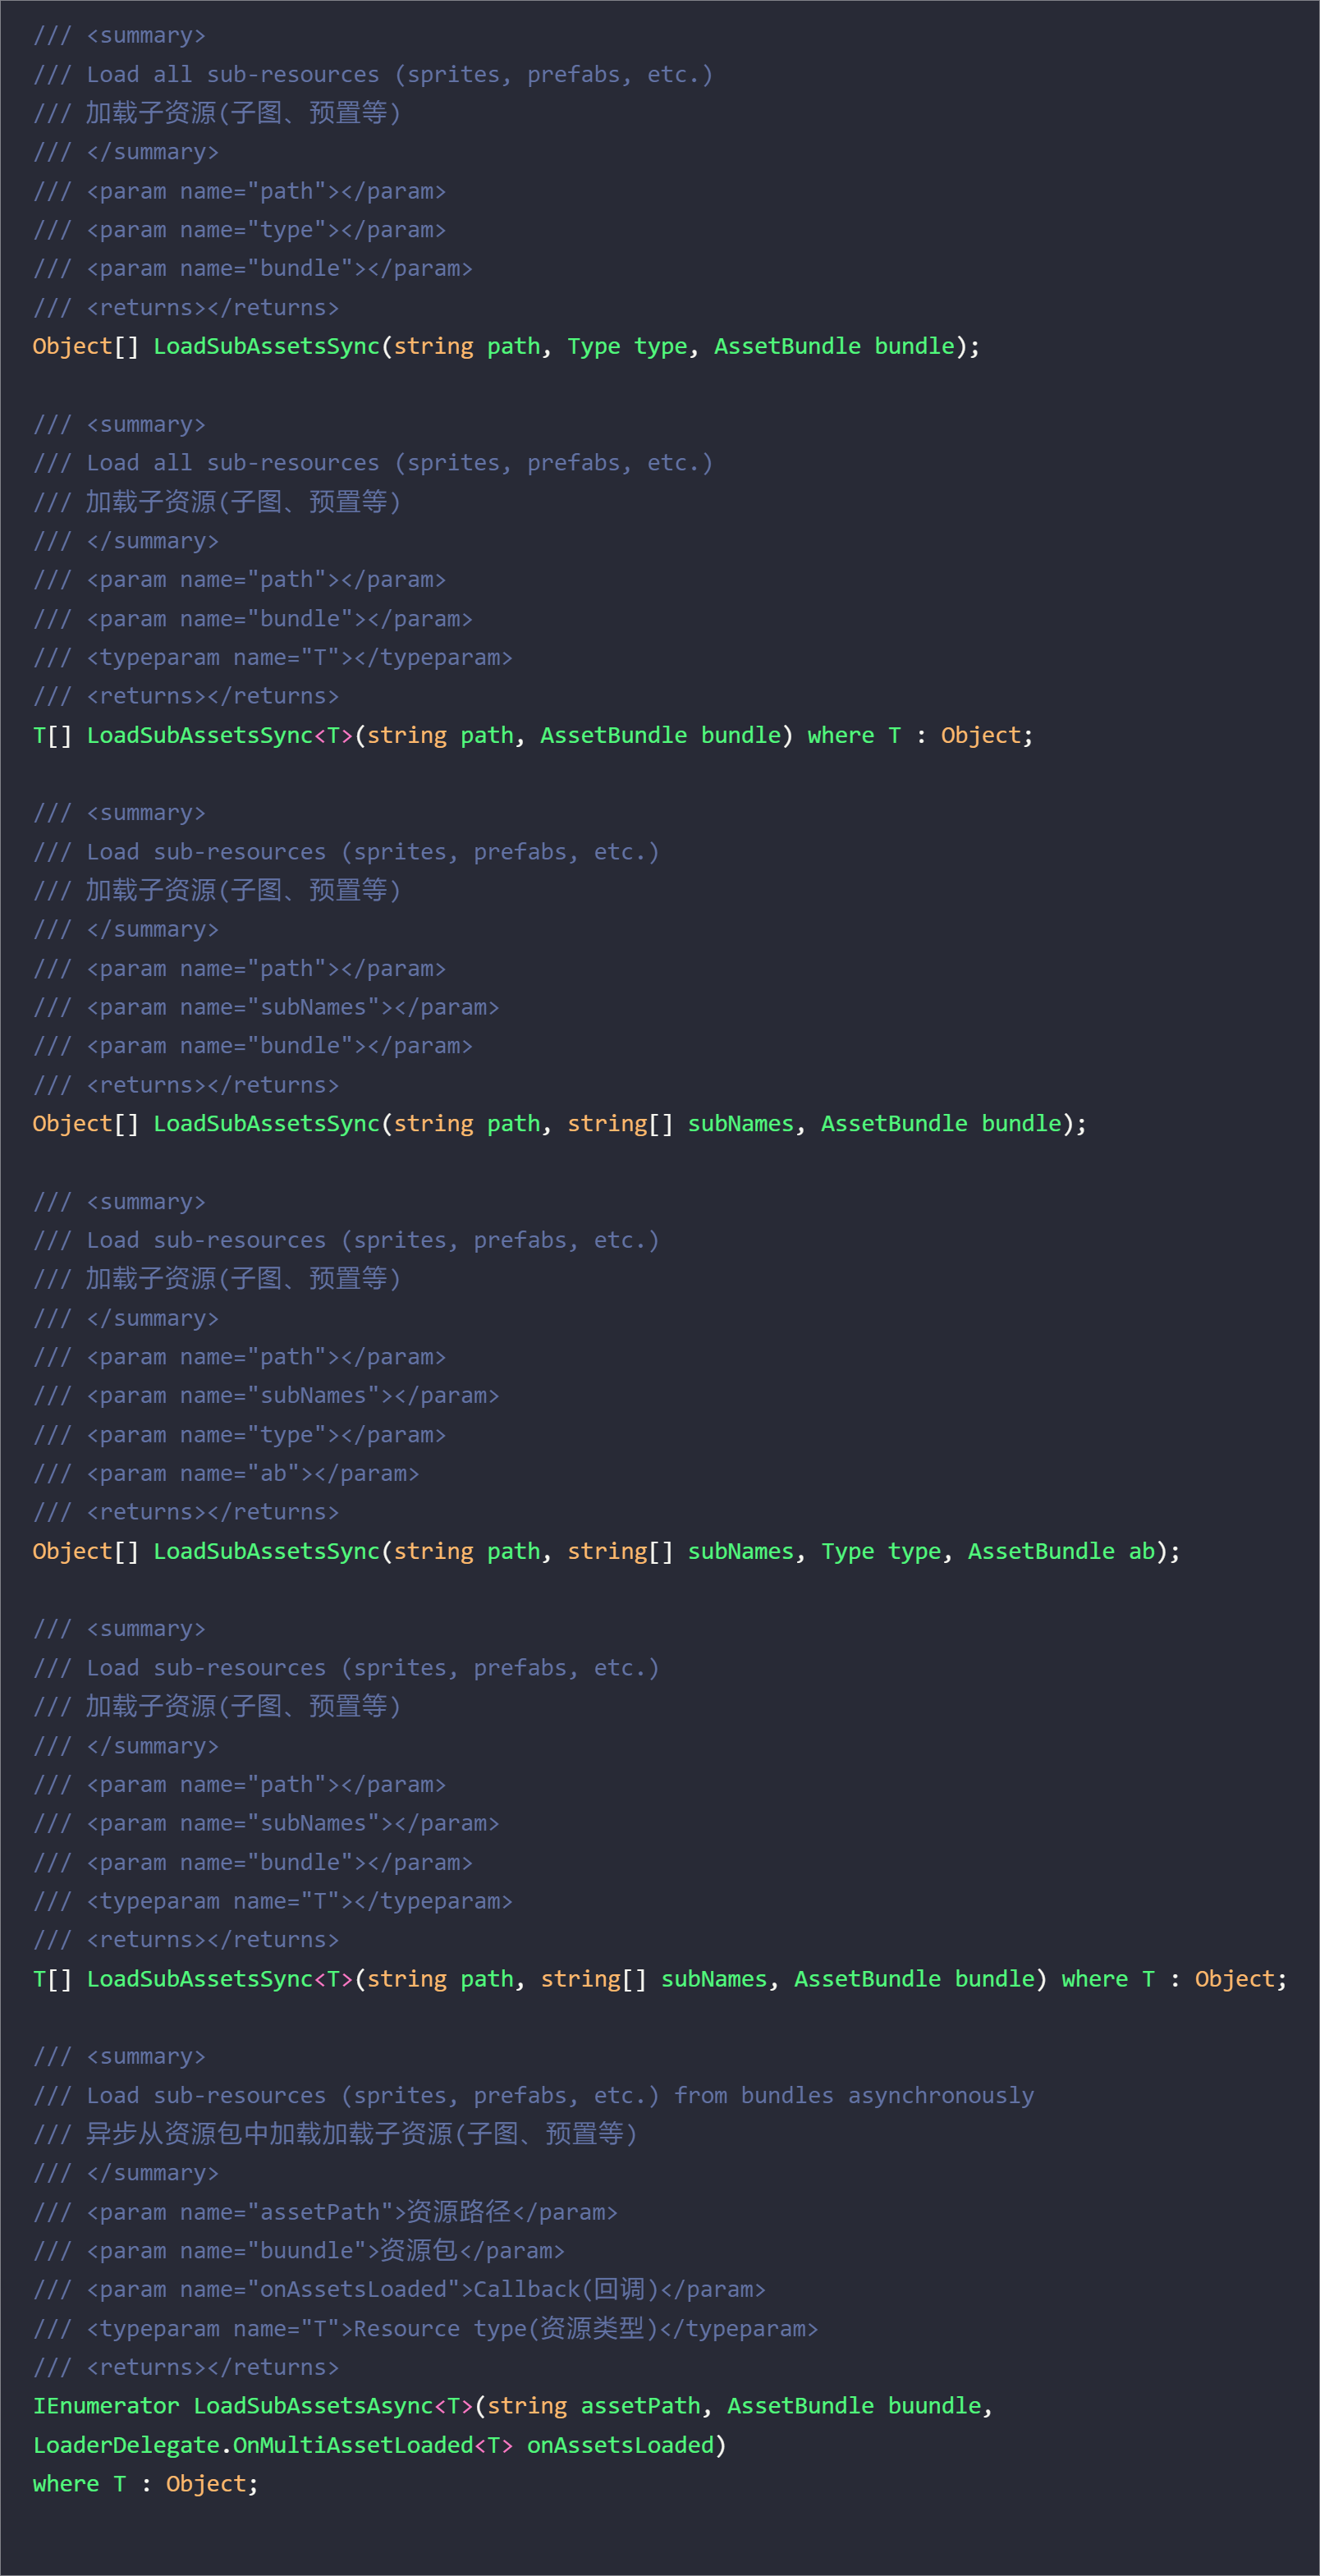 /// <summary>
/// Load all sub-resources (sprites, prefabs, etc.)
/// 加载子资源(子图、预置等)
/// </summary>
/// <param name="path"></param>
/// <param name="type"></param>
/// <param name="bundle"></param>
/// <returns></returns>
Object[] LoadSubAssetsSync(string path, Type type, AssetBundle bundle);
/// <summary>
/// Load all sub-resources (sprites, prefabs, etc.)
/// 加载子资源(子图、预置等)
/// </summary>
/// <param name="path"></param>
/// <param name="bundle"></param>
/// <typeparam name="T"></typeparam>
/// <returns></returns>
T[] LoadSubAssetsSync<T>(string path, AssetBundle bundle) where T : Object;
/// <summary>
/// Load sub-resources (sprites, prefabs, etc.)
/// 加载子资源(子图、预置等)
/// </summary>
/// <param name="path"></param>
/// <param name="subNames"></param>
/// <param name="bundle"></param>
/// <returns></returns>
Object[] LoadSubAssetsSync(string path, string[] subNames, AssetBundle bundle);
/// <summary>
/// Load sub-resources (sprites, prefabs, etc.)
/// 加载子资源(子图、预置等)
/// </summary>
/// <param name="path"></param>
/// <param name="subNames"></param>
/// <param name="type"></param>
/// <param name="ab"></param>
/// <returns></returns>
Object[] LoadSubAssetsSync(string path, string[] subNames, Type type, AssetBundle ab);
/// <summary>
/// Load sub-resources (sprites, prefabs, etc.)
/// 加载子资源(子图、预置等)
/// </summary>
/// <param name="path"></param>
/// <param name="subNames"></param>
/// <param name="bundle"></param>
/// <typeparam name="T"></typeparam>
/// <returns></returns>
T[] LoadSubAssetsSync<T>(string path, string[] subNames, AssetBundle bundle) where T : Object;
/// <summary>
/// Load sub-resources (sprites, prefabs, etc.) from bundles asynchronously
/// 异步从资源包中加载加载子资源(子图、预置等)
/// </summary>
/// <param name="assetPath">资源路径</param>
/// <param name="buundle">资源包</param>
/// <param name="onAssetsLoaded">Callback(回调)</param>
/// <typeparam name="T">Resource type(资源类型)</typeparam>
/// <returns></returns>
IEnumerator LoadSubAssetsAsync<T>(string assetPath, AssetBundle buundle,
LoaderDelegate.OnMultiAssetLoaded<T> onAssetsLoaded)
where T : Object;